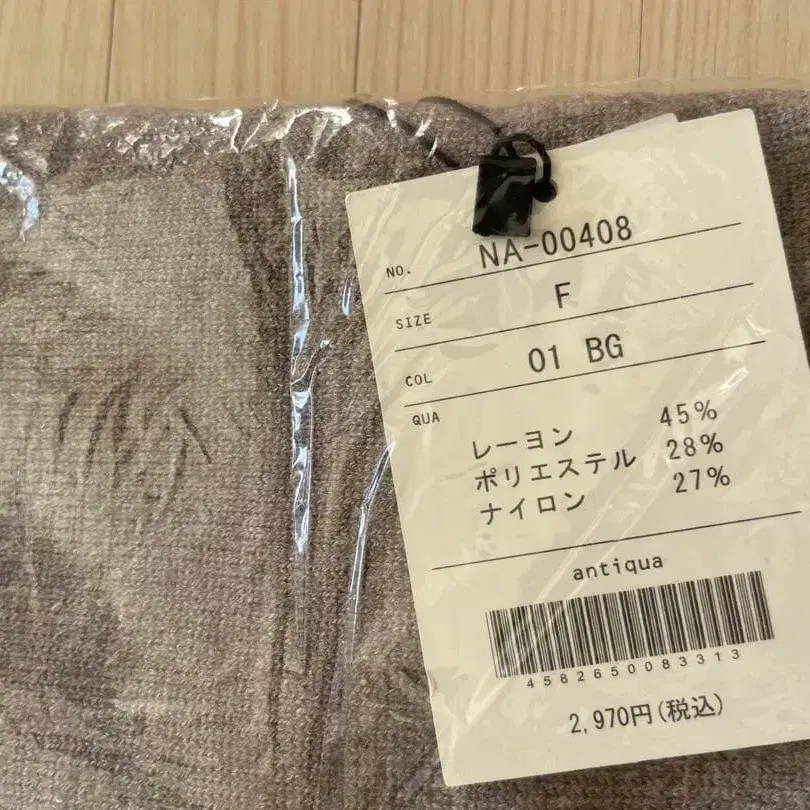 NO. NA-00408
SIZE F
COL 01 BG
QUA
レーヨン 45%
ポリエステル 28%
ナイロン 27%
antiqua
4582650083313
2,970円(税込)